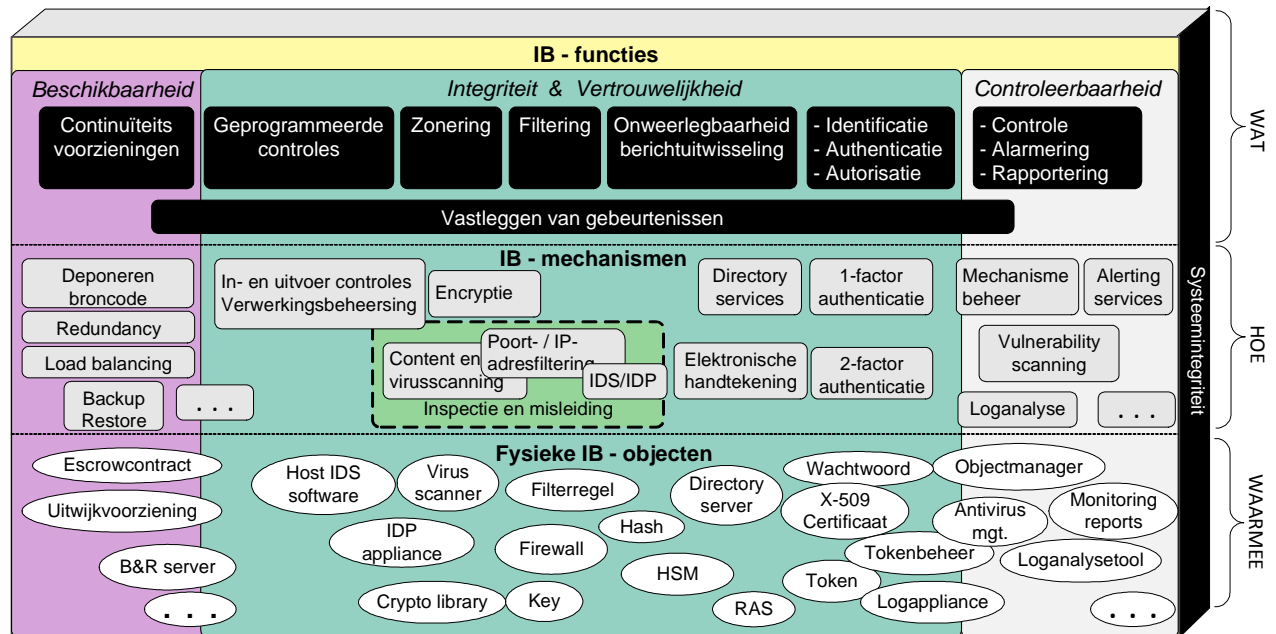 IB - functies
Beschikbaarheid
Integriteit & Vertrouwelijkheid
Controleerbaarheid
Continuïteits
voorzieningen
Geprogrammeerde
controles
Zonering
Filtering
Onweerlegbaarheid
berichtuitwisseling
- Identificatie
- Authenticatie
- Autorisatie
- Controle
- Alarmering
- Rapportering
Vastleggen van gebeurtenissen
WAT
IB - mechanismen
Deponeren
broncode
Redundancy
Load balancing
Backup
Restore
. . .
In- en uitvoer controles
Verwerkingsbeheersing
Encryptie
Content en
virusscanning
Poort- / IP-
adresfiltering
IDS/IDP
Inspectie en misleiding
Directory
services
1-factor
authenticatie
Elektronische
handtekening
2-factor
authenticatie
Mechanisme
beheer
Alerting
services
Vulnerability
scanning
Loganalyse
. . .
HOE
Systeemintegriteit
Fysieke IB - objecten
Escrowcontract
Uitwijkvoorziening
B&R server
. . .
Host IDS
software
Virus
scanner
Filterregel
Directory
server
Wachtwoord
X-509
Certificaat
IDP
appliance
Firewall
Hash
HSM
Crypto library
Key
RAS
Token
Tokenbeheer
Logappliance
Objectmanager
Antivirus
mgt.
Monitoring
reports
Loganalysetool
. . .
WAARMEE